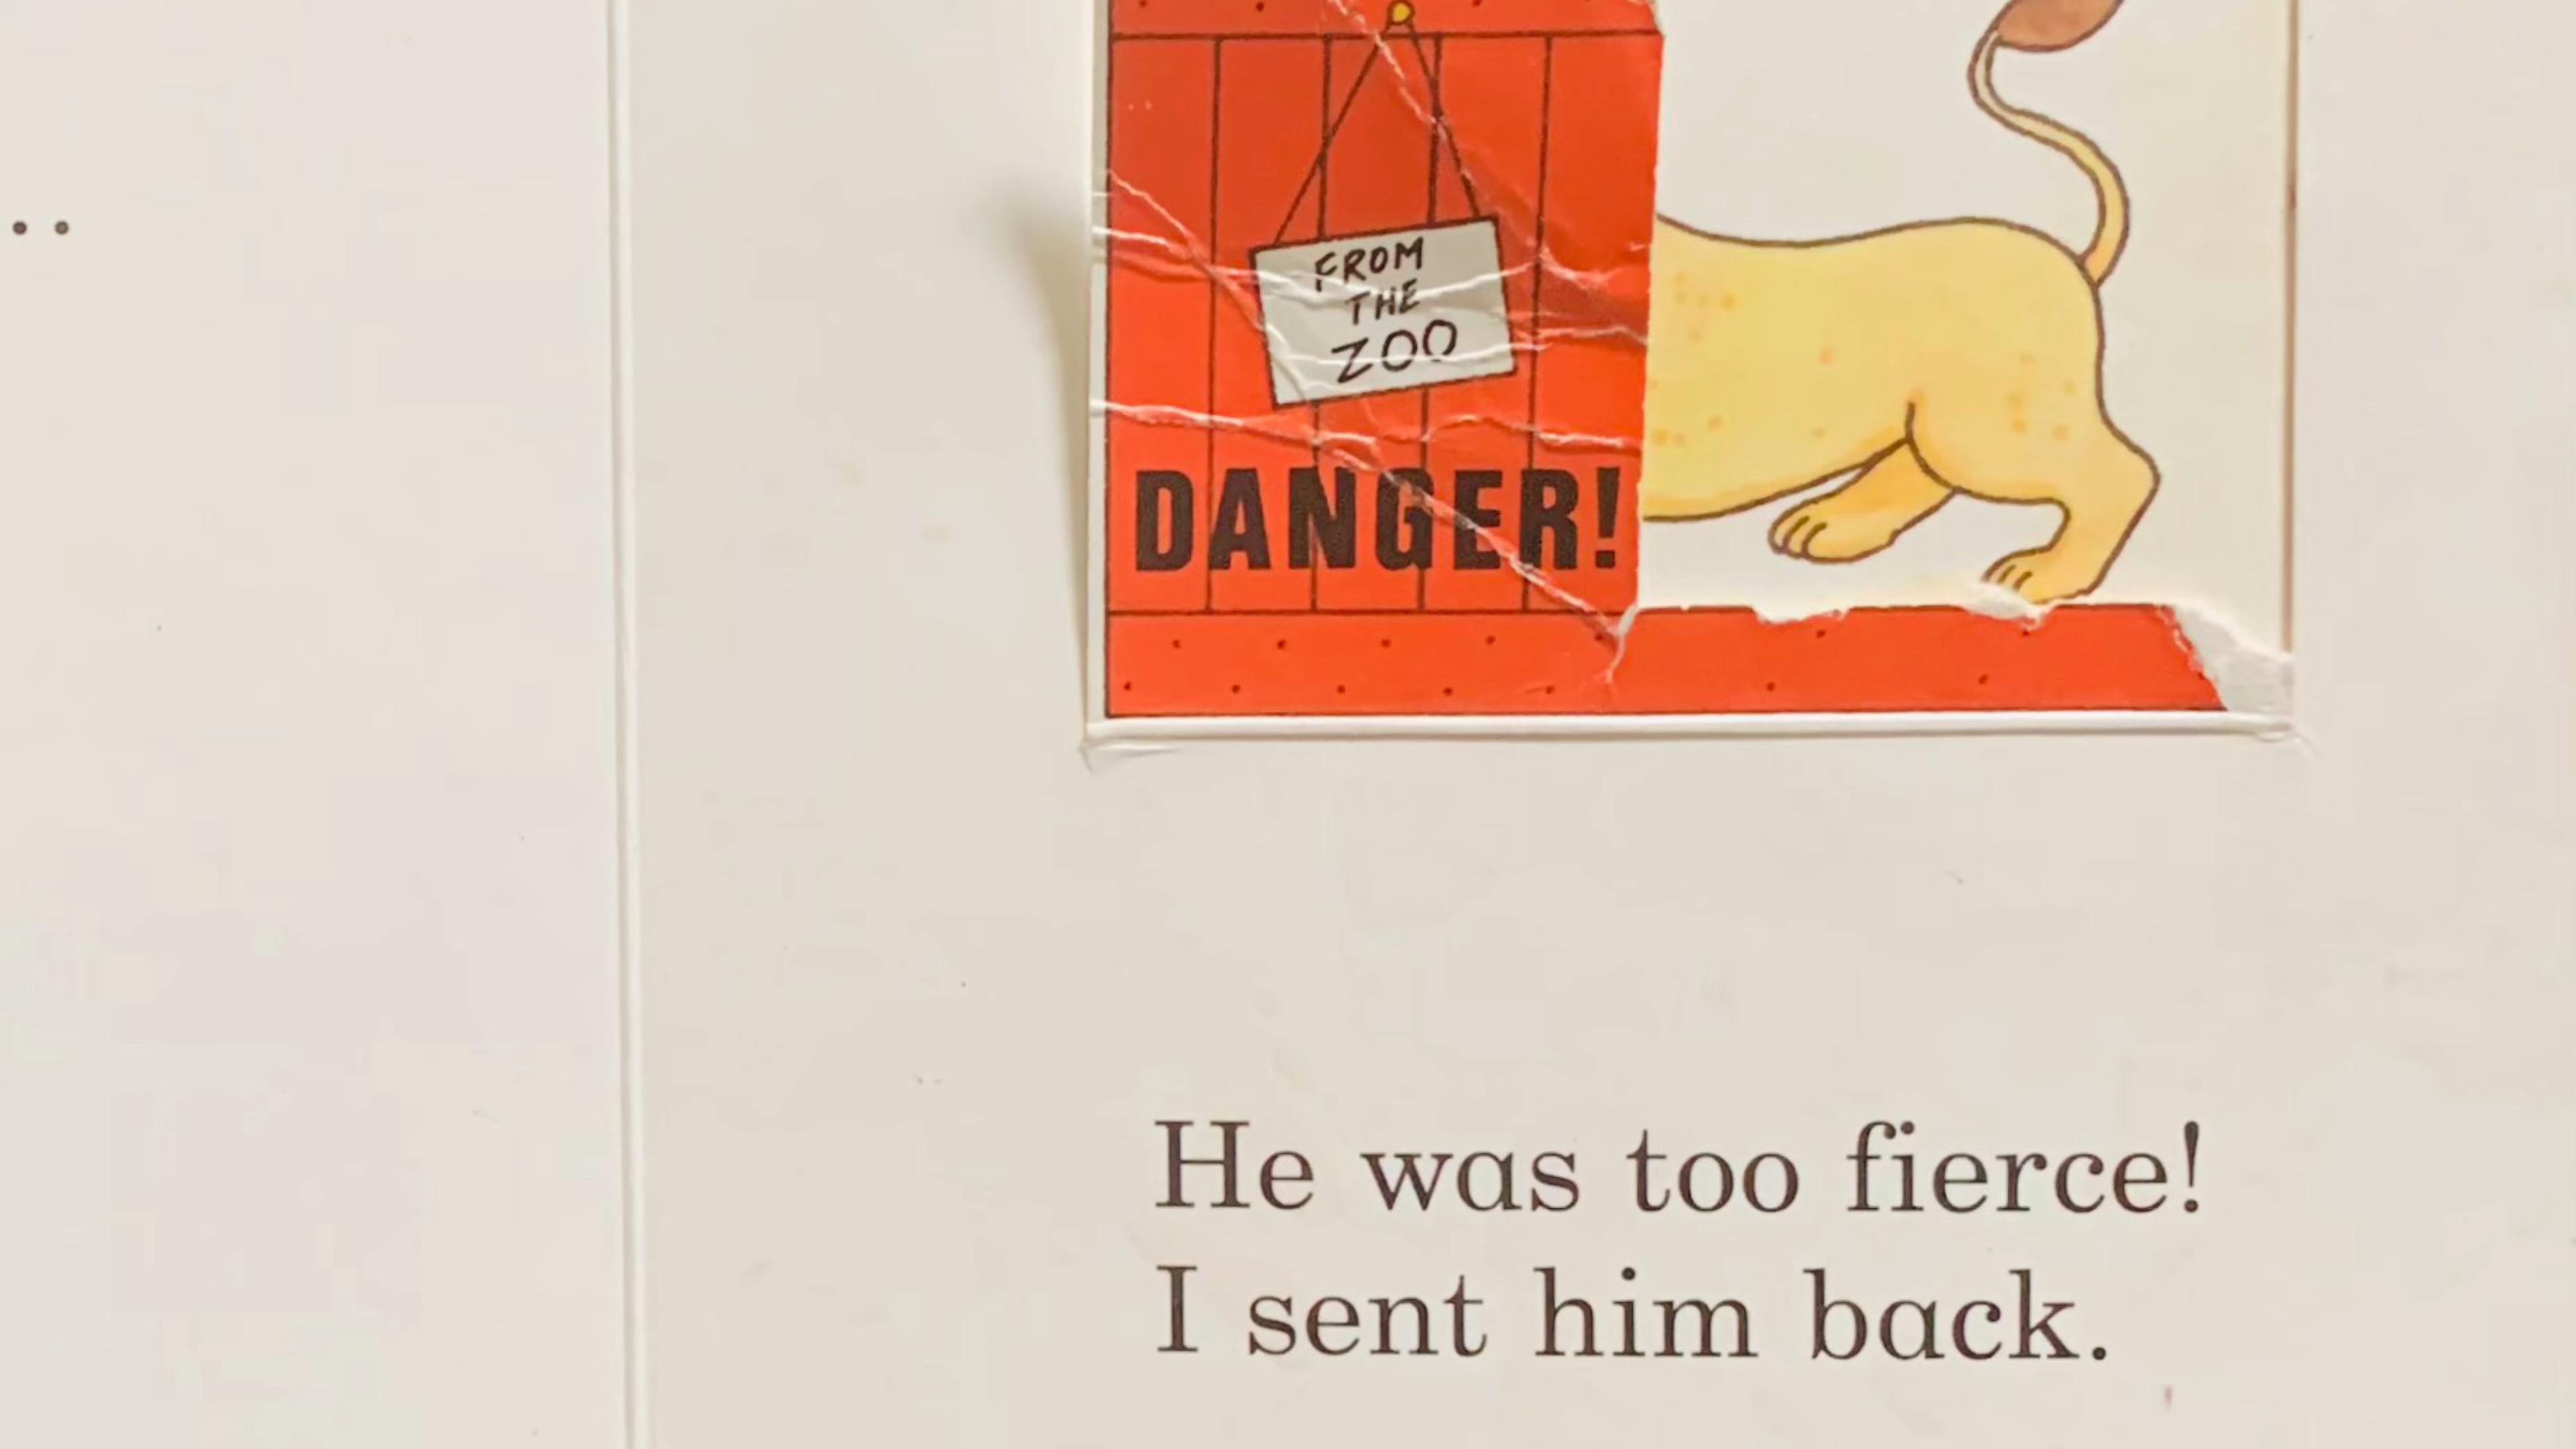 ..
FROM
THE
ZOO
DANGER!
He was too fierce!
I sent him back.